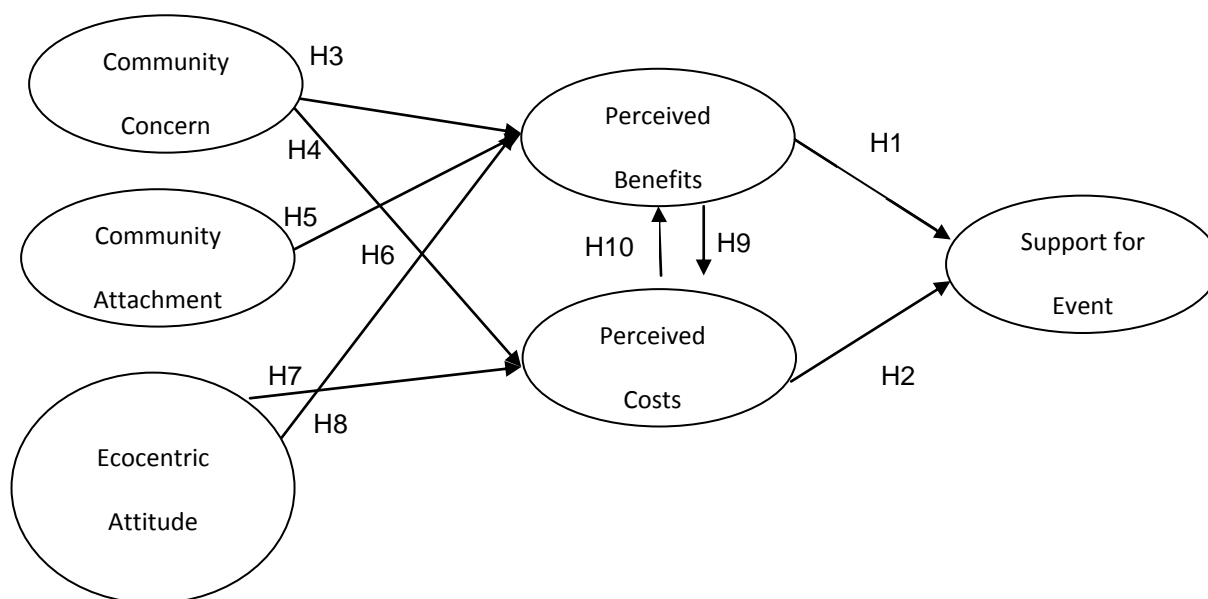 Community
Concern
H3
H4
Community
Attachment
H5
H6
Ecocentric
Attitude
H7
H8
Perceived
Benefits
H10
H9
Perceived
Costs
H1
H2
Support for
Event